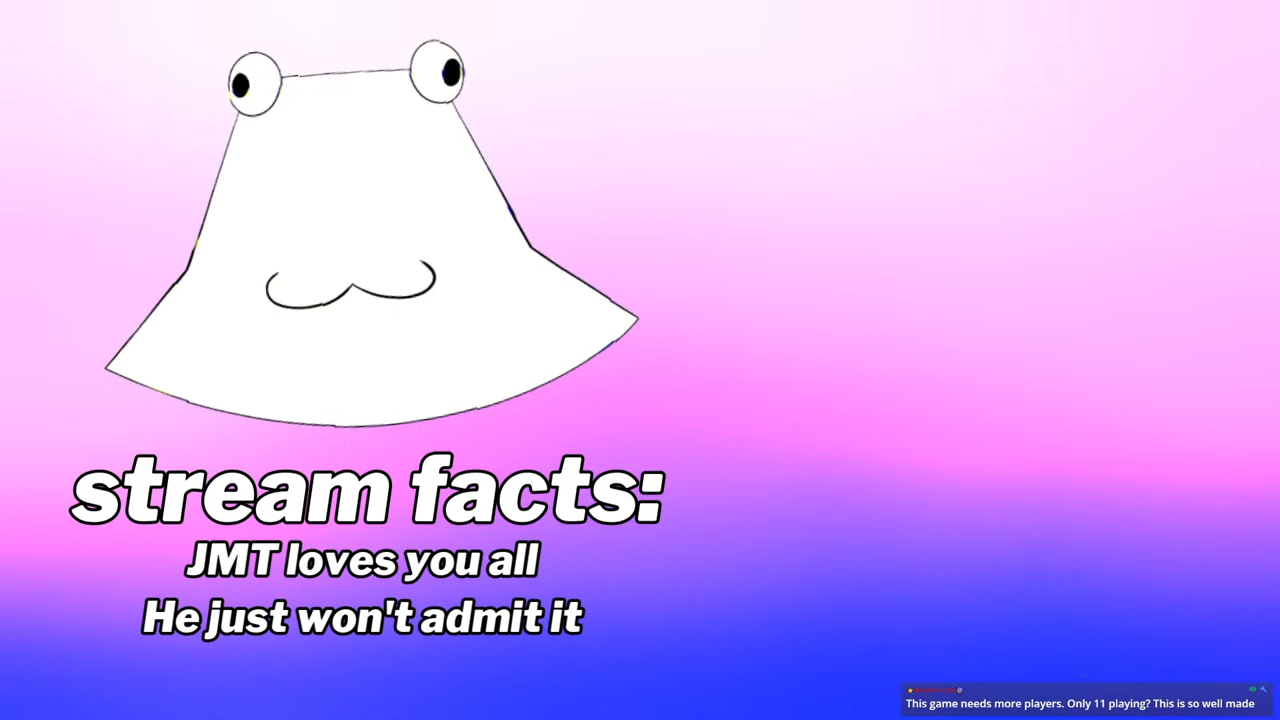 stream facts:
JMT loves you all
He just won't admit it
This game needs more players. Only 11 playing? This is so well made